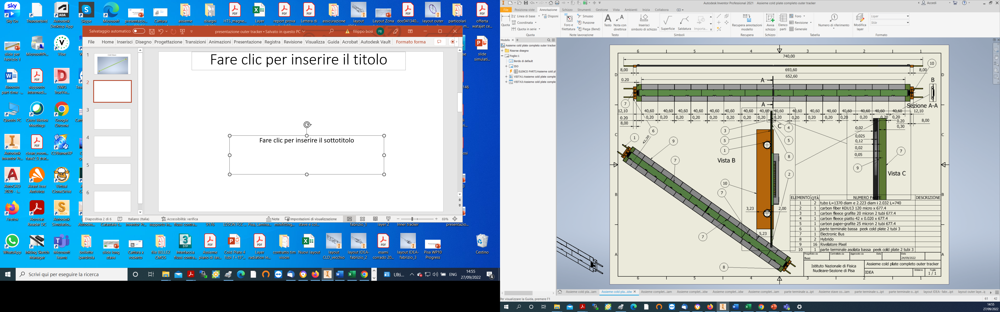 Sky Go
Thunderbird
Autodesk
Desktop App
Skype
Microsoft
presentazio...
Cattura
assieme
disegni
HTS_magne...
Layer
report prova
Lettera di
assicurazione
layout
Layout Zona
doc041340...
layout outer
particolari
offerta
watajet ce...
Salvataggio automatico
presentazione outer tracker • Salvato in questo PC
filippo bosi
FB
File Home Inserisci Disegno Progettazione Transizioni Animazioni Presentazione Registra Revisione Visualizza Guida Acrobat Autodesk Vault Formato forma
slide per
Fabrizio 1
MicrosoftPr...
Vibe
slide
simulati...
Rinnovo
part-time -...
supporto
intermedi...
DWG
TrueVie...
Questo PC
Cisco Webex
Meetings
Google
Chrome
Autodesk
Inventor Pr...
clean_room...
fase2_9_trat...
CDBurnerXP
AutoCAD
2020 - I...
Avast Free
Antivirus
Virtual
CloneDrive
Firefox
Acrobat
Reader DC
Autodesk
Simulatio...
1
Cold Stave
2
3
4
5
6
Fare clic per inserire il titolo
Fare clic per inserire il sottotitolo
Diapositiva 2 di 6
Italiano (Italia)
Accessibilità: verifica
Note
Impostazioni di visualizzazione
69%
Autodes...
Catastale t...
Inventor Pr...
supporto in...
flussi contra...
9176
LOSON FCC ...
Pisa, Lamina...
minifitting...
stave e col...
fabrizio_1
layer 2
Inner tracker
presentazio...
WhatsApp
Inkling Sketch
Manager
Microsoft
Teams
bollette
iperdrola
slide long
stave
Cattura x
roberto
file BELLE2
CMOS
Interfaccia
flussi contra...
Assieme
piano di lav...
Cold Plate 4
Tubi T=15°...
Layer
radiation le...
contratto tim
vision
Nuovi layout
layout
CLD_vecchio
layout IDEA-
fabrizio_2
esami
corrado 20...
layout IDEA-
fabrizio_3
Pisa WP10
Progress
Cestino
Scrivi qui per eseguire la ricerca
Ulti...
ENG
14:55
27/09/2022
4
Autodesk Inventor Professional 2021 Assieme cold plate completo outer tracker
Accedi
File Posiziona viste Annotazione Schizzo Strumenti Gestione Vista Ambienti Inizia Collabora
Quota
Linea di base
Disponi
Coordinata
Quota in serie
Quota
Foro e
filettatura
Smusso
Punzone
Piega (Bend)
Note lavorazione
Testo
Nota con
direttrice
Testo
Inserisci
simbolo di schizzo
Superficie
Saldatura
Importa...
Simboli
Recupera annotazioni
modello
Recupera
Avvia
schizzo
Schizzo
Elenco
parti
Foro
Revisione
Generale
Numero di riferimento
Tabella
Modifica
layer
Layer
Stile
Formato
Modello
Assieme cold plate completo outer tracker
Risorse disegno
Foglio:1
Bordo di default
ISO
ELENCO PARTI:Assieme cold pl
VISTA1:Assieme cold plate comple
VISTA3:Assieme cold plate comple
6 5 4 3 2 1
740,00
10
8,00
693,60
8,00
D
D
0.20
652,60
A
B
7
A
Sezione A-A
12,10 40,60 40,60 40,60 40,60 40,60 40,60 40,60 40,60 40,60 40,60 40,60 40,60 40,60 40,60 40,60 40,60 12,10
0.20 0,20 0,20 0,20 0,20 0,20 0,20 0,20 0,20 0,20 0,20 0,20 0,20 0,20 0,20 0,20 0.20
8,00
8,00
6
3
C
4
0,02
0,30
C
C
1
42,20
9
5
5
0,025
0,12
1
0,02
7
8
0,05
Vista B
7
9
Vista C
2
10
7
B
B
3,23
2,00
5,23
7
8
ELEMENTO QTÀ NUMERO PARTE DESCRIZIONE
1 2 tubo L=1370 diam e 2.223 diam i 2.032 L=740
2 1 carbon fiber KDU13 120 micro x 677.4
3 1 carbon fleece grafite 20 micron 2 tubi 677.4
4 1 carbon fleece piatto 42 x 0.020 x 677.4
5 1 carbon paper-grafite 25 micron 2 tubi 677.4
6 1 parte terminale bassa peek cold plate 2 tubi 3
7 1 Electronic Bus
8 2 Hybrido
9 16 Rivelatore Pixel
10 1 parte terminale asolata bassa peek cold plate 2 tubi 3
A
A
Progettato da
Controllato da
Approvato da
Data
Data
fbosi
24/09/2022
Istituto Nazionale di Fisica
Nucleare-Sezione di Pisa
Assieme cold plate completo outer tracker
IDEA
Edizione
Foglio
1 / 1
6 5 4 3 2 1
Assieme cold pla...iam Assieme cold pla...idw Assieme complet...iam Assieme complet...idw Assieme complet...idw Assieme complet...iam parte terminale a...ipt Assieme stave co...iam parte terminale s...ipt parte terminale o...ipt layout IDEA- fabr...ipt
Per visualizzare la Guida, premere F1
61 42
14:55
27/09/2022